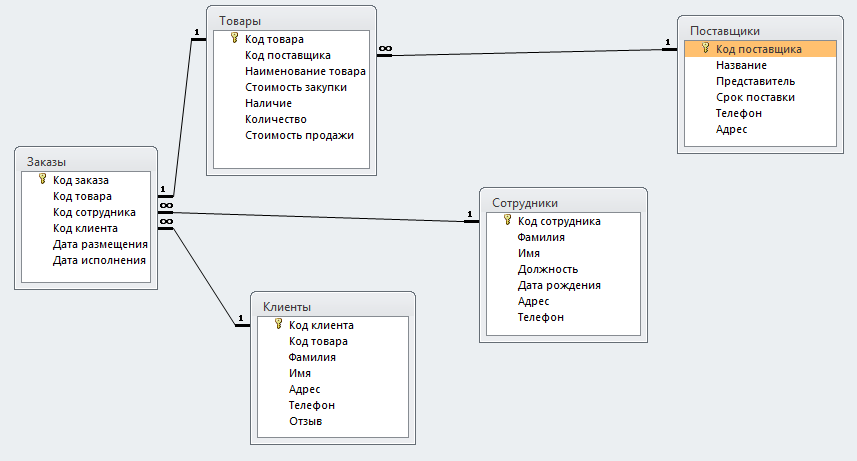 Товары
Код товара
Код поставщика
Наименование товара
Стоимость закупки
Наличие
Количество
Стоимость продажи
Поставщики
Код поставщика
Название
Представитель
Срок поставки
Телефон
Адрес
Заказы
Код заказа
Код товара
Код сотрудника
Код клиента
Дата размещения
Дата исполнения
Сотрудники
Код сотрудника
Фамилия
Имя
Должность
Дата рождения
Адрес
Телефон
Клиенты
Код клиента
Код товара
Фамилия
Имя
Адрес
Телефон
Отзыв
1
1
∞
1
∞
1
∞
1